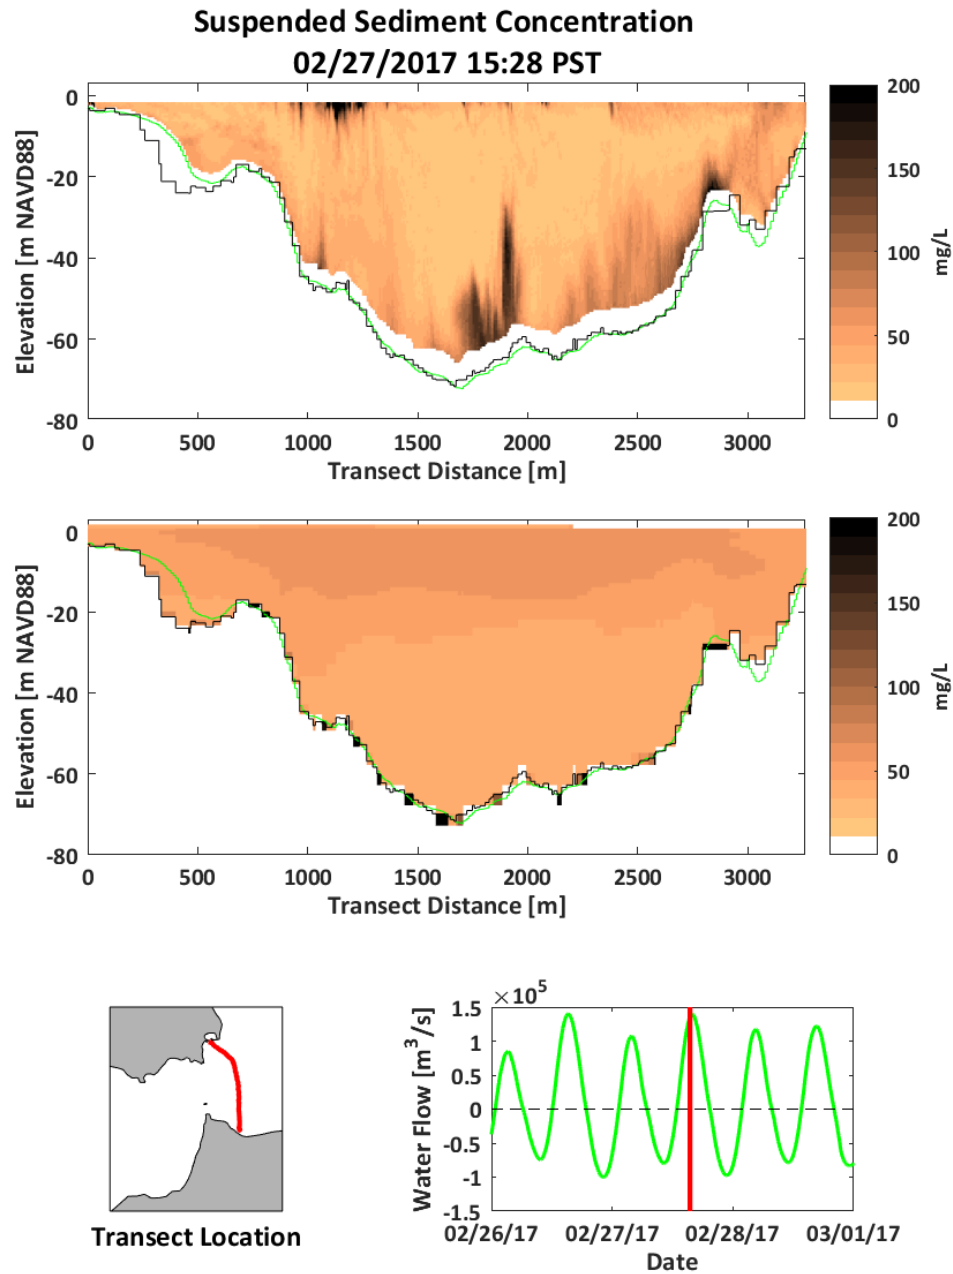 Suspended Sediment Concentration
02/27/2017 15:28 PST
0
-20
-40
-60
-80
Elevation [m NAVD88]
0 500 1000 1500 2000 2500 3000
Transect Distance [m]
200
150
100
50
0
mg/L
0
-20
-40
-60
-80
Elevation [m NAVD88]
0 500 1000 1500 2000 2500 3000
Transect Distance [m]
200
150
100
50
0
mg/L
Transect Location
×10⁵
1.5
1
0.5
0
-0.5
-1
-1.5
Water Flow [m³/s]
02/26/17 02/27/17 02/28/17 03/01/17
Date